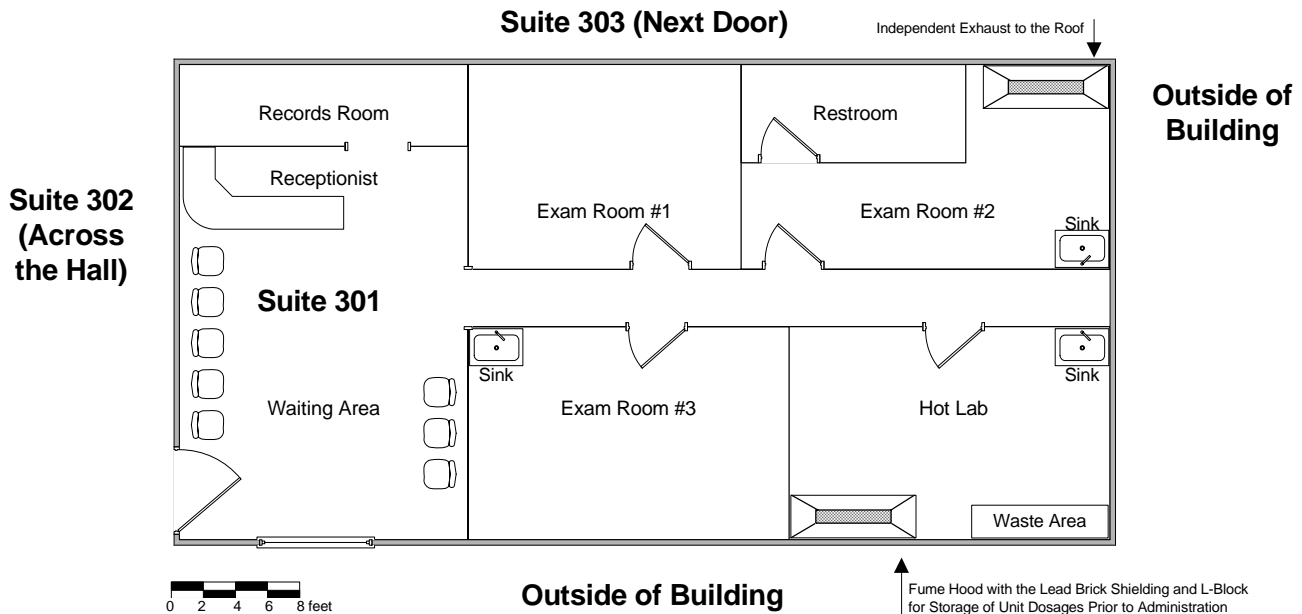 Suite 303 (Next Door)
Independent Exhaust to the Roof
Outside of
Building
Records Room
Restroom
Receptionist
Suite 302
(Across
the Hall)
Exam Room #1
Exam Room #2
Sink
Suite 301
Sink
Sink
Waiting Area
Exam Room #3
Hot Lab
Waste Area
0 2 4 6 8 feet
Outside of Building
Fume Hood with the Lead Brick Shielding and L-Block
for Storage of Unit Dosages Prior to Administration